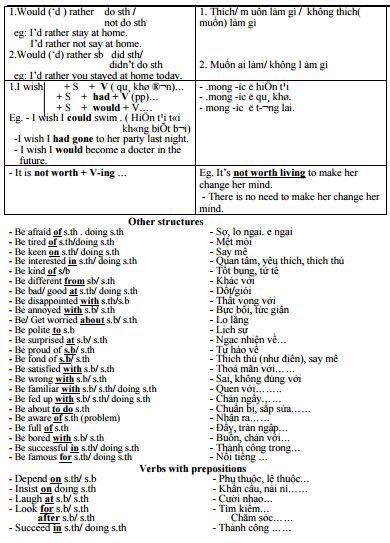 1.Would (‘d ) rather do sth / 1. Thích/ m uốn làm gì / không thích(
not do sth muốn) làm gì
eg: I’d rather stay at home.
I’d rather not say at home.
2.Would (‘d) rather sb did sth/
didn’t do sth 2. Muốn ai làm/ không l àm gì
eg: I’d rather you stayed at home today.
1.I wish + S + V ( qu¸ khø ®¬n)… - .mong -íc ë hiÖn t¹i
+ S + had + V (pp)… - .mong -íc ë qu¸ khø.
+ S + would + V…. - mong -íc ë t-¬ng lai.
Eg. - I wish I could swim . ( HiÖn t¹i t«i
kh«ng biÕt b¬i)
-I wish I had gone to her party last night.
- I wish I would become a docter in the
future.
- It is not worth + V-ing … Eg. It’s not worth living to make her
change her mind.
- There is no need to make her change her
mind.
Other structures
- Be afraid of s.th . doing s.th - Sợ, lo ngai. e ngại
- Be tired of s.th/doing s.th - Mệt mỏi
- Be keen on s.th/ doing s.th - Say mê
- Be interested in s.th/ doing s.th - Quan tâm, yêu thích, thích thú
- Be kind of s/b - Tốt bụng, tử tế
- Be different from sb/ s.th - Khác với
- Be bad/ good at s.th/ doing s.th - Dốt/giỏi
- Be disappointed with s.th/s.b - Thất vọng với
- Be annoyed with s.b/ s.th - Bực bội, tức giận
- Be/ Get worried about s.b/ s.th - Lo lắng
- Be polite to s.b - Lịch sự
- Be surprised at s.b/ s.th - Ngạc nhiên về…
- Be proud of s.b/ s.th - Tự hào về
- Be fond of s.b/ s.th - Thích thú (như điên), say mê
- Be satisfied with s.b/ s.th - Thoả mãn với……
- Be wrong with s.b/ s.th - Sai, không đúng với
- Be familiar with s.b/ s.th/ doing s.th - Quen với……..
- Be fed up with s.b/ s.th/ doing s.th - Chán ngấy…..
- Be about to do s.th - Chuẩn bị, sắp sửa……
- Be aware of s.th (problem) - Nhận ra……
- Be full of s.th - Đầy, tràn ngập…
- Be bored with s.b/ s.th - Buồn, chán với…
- Be successful in s.th/ doing s.th - Thành công trong…
- Be famous for s.th/ doing s.th - Nổi tiếng …
Verbs with prepositions
- Depend on s.th/ s.b - Phụ thuộc, lệ thuộc…
- Insist on doing s.th - Khẩn cầu, nài nỉ……
- Laugh at s.b/ s.th - Cười nhạo…
- Look for s.b/ s.th - Tìm kiếm…
after s.b/ s.th Chăm sóc……
- Succeed in s.th/ doing s.th - Thành công ……